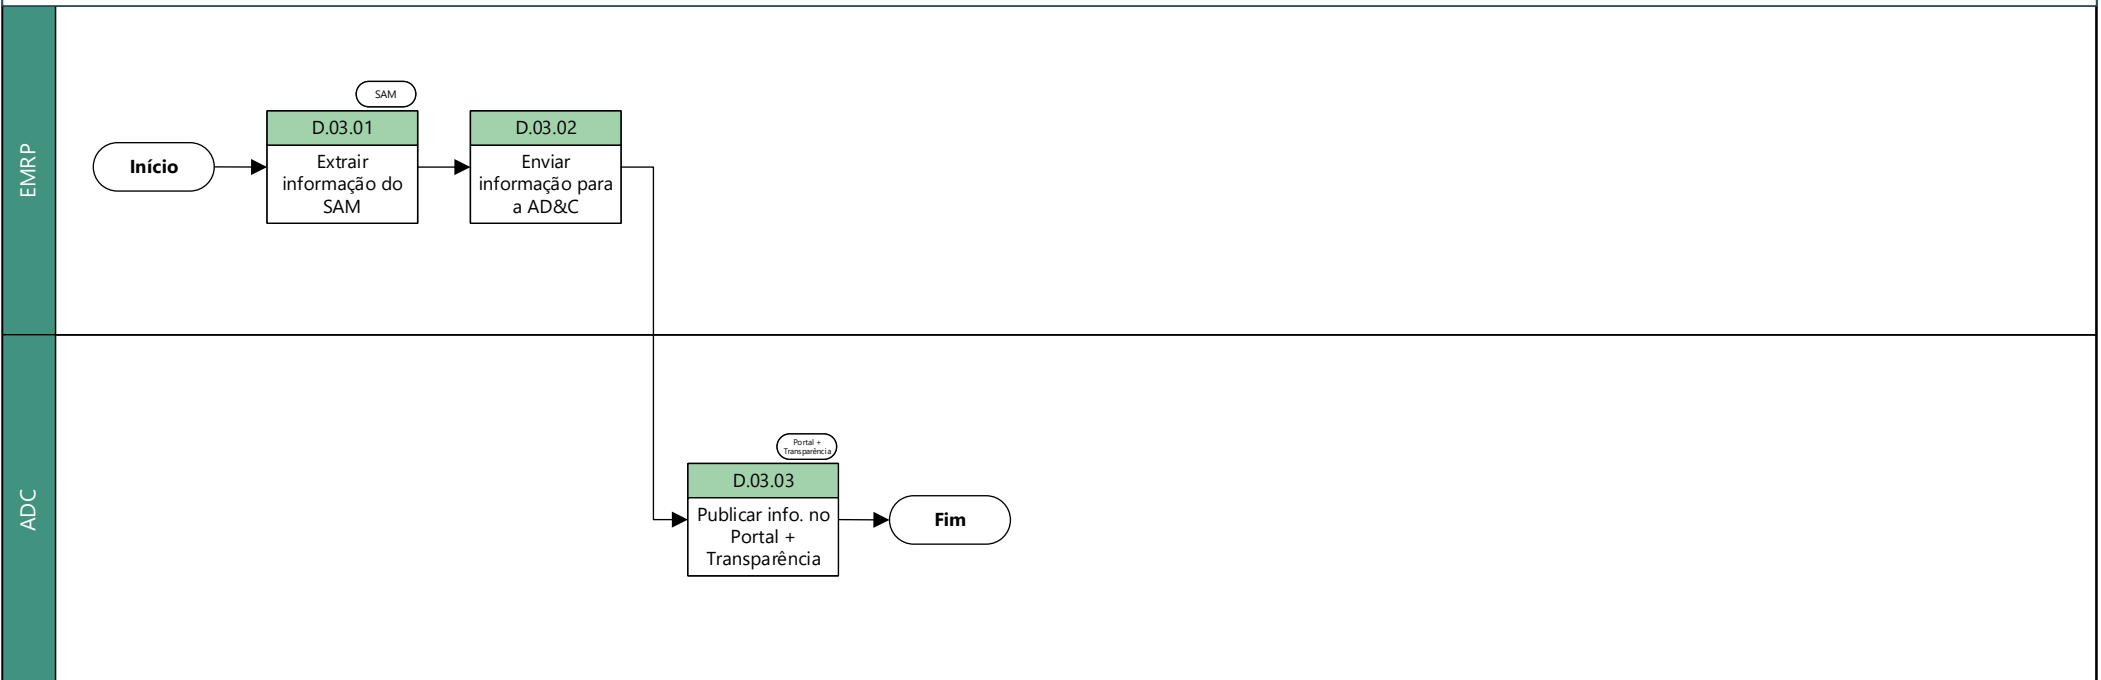 EMRP
SAM
D.03.01
D.03.02
Início
Extrair
informação do
SAM
Enviar
informação para
a AD&C
ADC
Portal +
Transparência
D.03.03
Publicar info. no
Portal +
Transparência
Fim